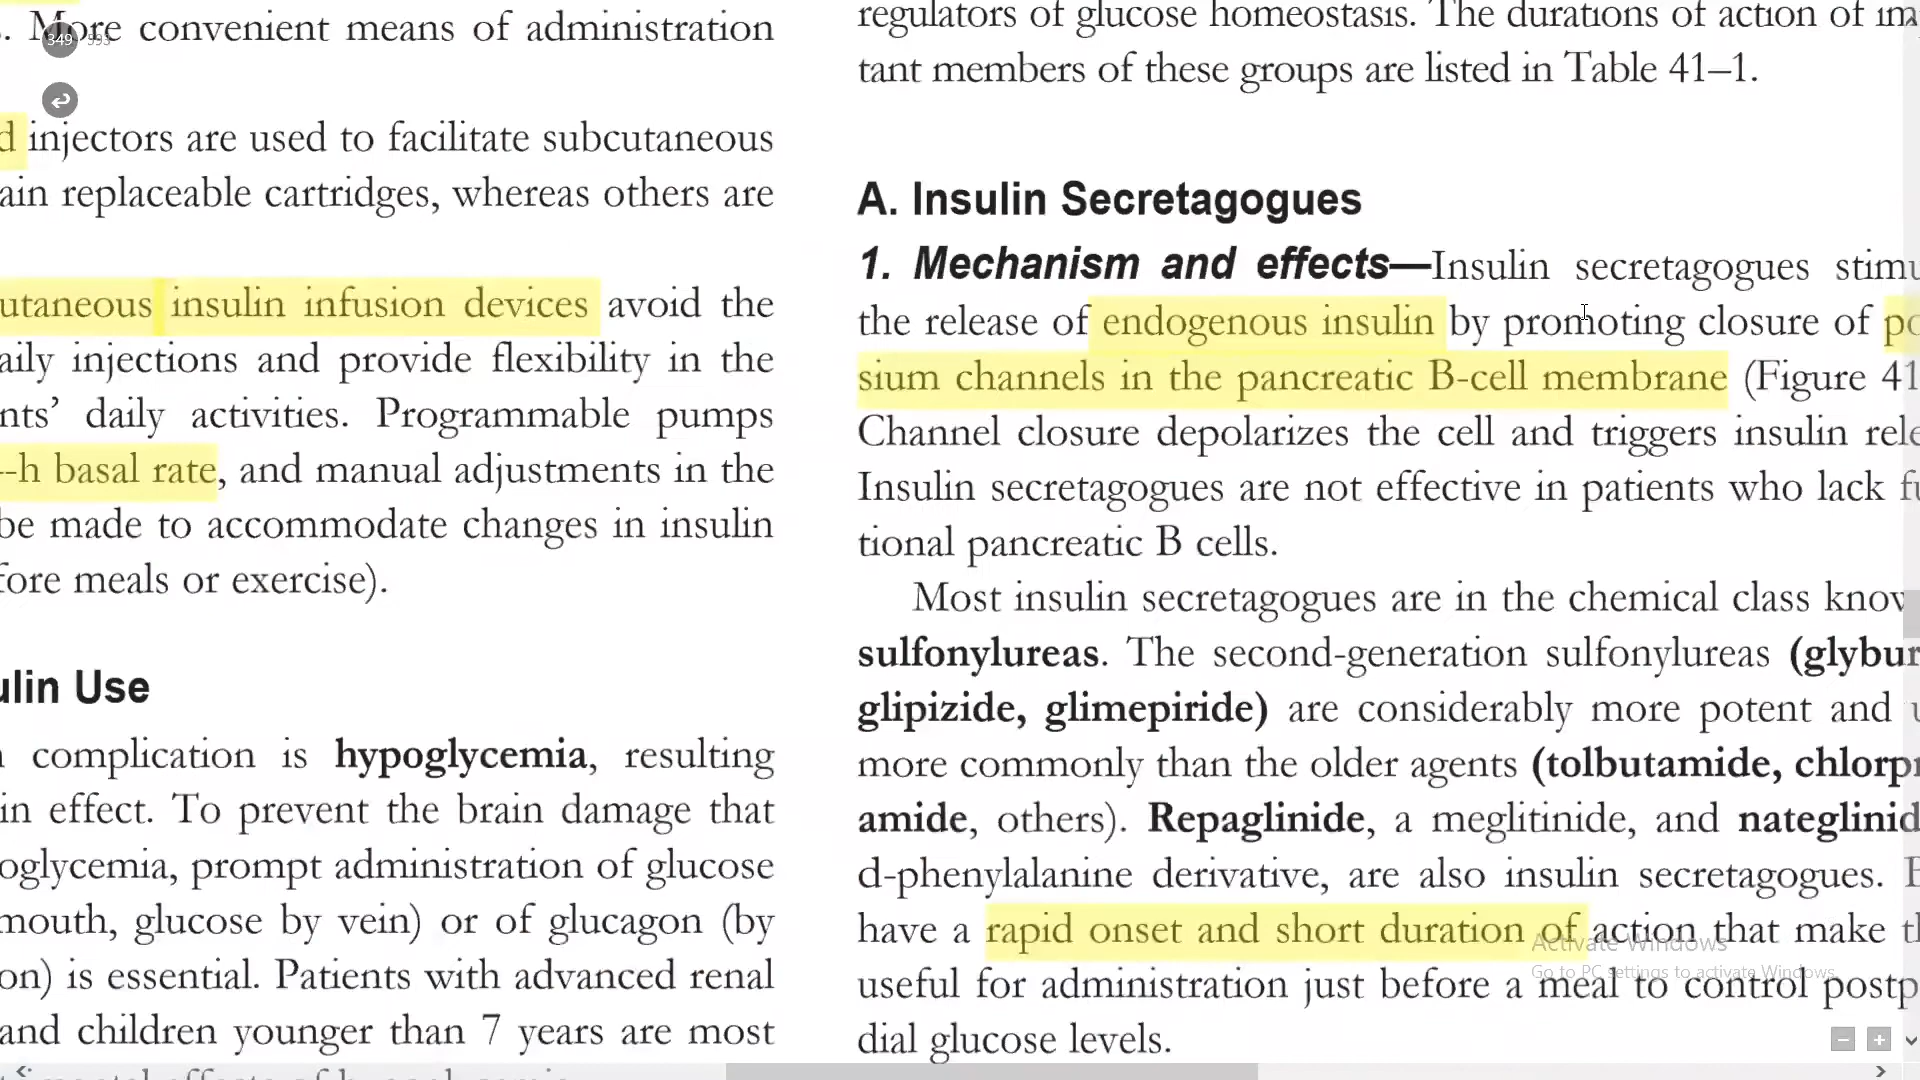 349 / 593
. More convenient means of administration
d injectors are used to facilitate subcutaneous
ain replaceable cartridges, whereas others are
utaneous insulin infusion devices avoid the
aily injections and provide flexibility in the
nts’ daily activities. Programmable pumps
-h basal rate, and manual adjustments in the
be made to accommodate changes in insulin
fore meals or exercise).
ulin Use
complication is hypoglycemia, resulting
in effect. To prevent the brain damage that
oglycemia, prompt administration of glucose
mouth, glucose by vein) or of glucagon (by
on) is essential. Patients with advanced renal
and children younger than 7 years are most
regulators of glucose homeostasis. The durations of action of im
tant members of these groups are listed in Table 41–1.
A. Insulin Secretagogues
1. Mechanism and effects—Insulin secretagogues stimu
the release of endogenous insulin by promoting closure of po
sium channels in the pancreatic B-cell membrane (Figure 41
Channel closure depolarizes the cell and triggers insulin rele
Insulin secretagogues are not effective in patients who lack fu
tional pancreatic B cells.
Most insulin secretagogues are in the chemical class know
sulfonylureas. The second-generation sulfonylureas (glybur
glipizide, glimepiride) are considerably more potent and u
more commonly than the older agents (tolbutamide, chlorpr
amide, others). Repaglinide, a meglitinide, and nateglinid
d-phenylalanine derivative, are also insulin secretagogues. B
have a rapid onset and short duration of action that make th
useful for administration just before a meal to control postp
dial glucose levels.
Activate Windows
Go to PC settings to activate Windows.